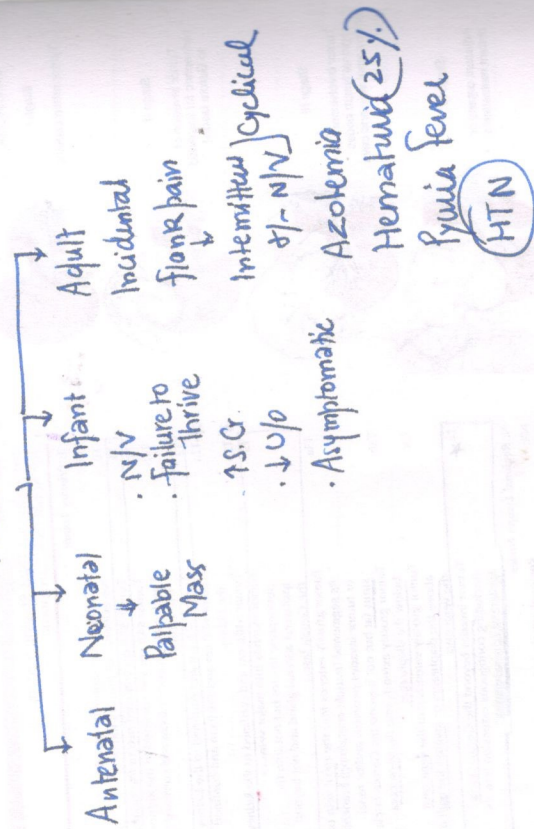 Antenatal
Neonatal
Palpable
Mass
Infant
· N/V
· Failure to
Thrive
↑S.Cr
· ↓ U/O
· Asymptomatic
Adult
Incidental
flank pain
Intermittent } Cyclical
+/- N/V
Azotemia
Hematuria (25%)
Pyuria fever
HTN